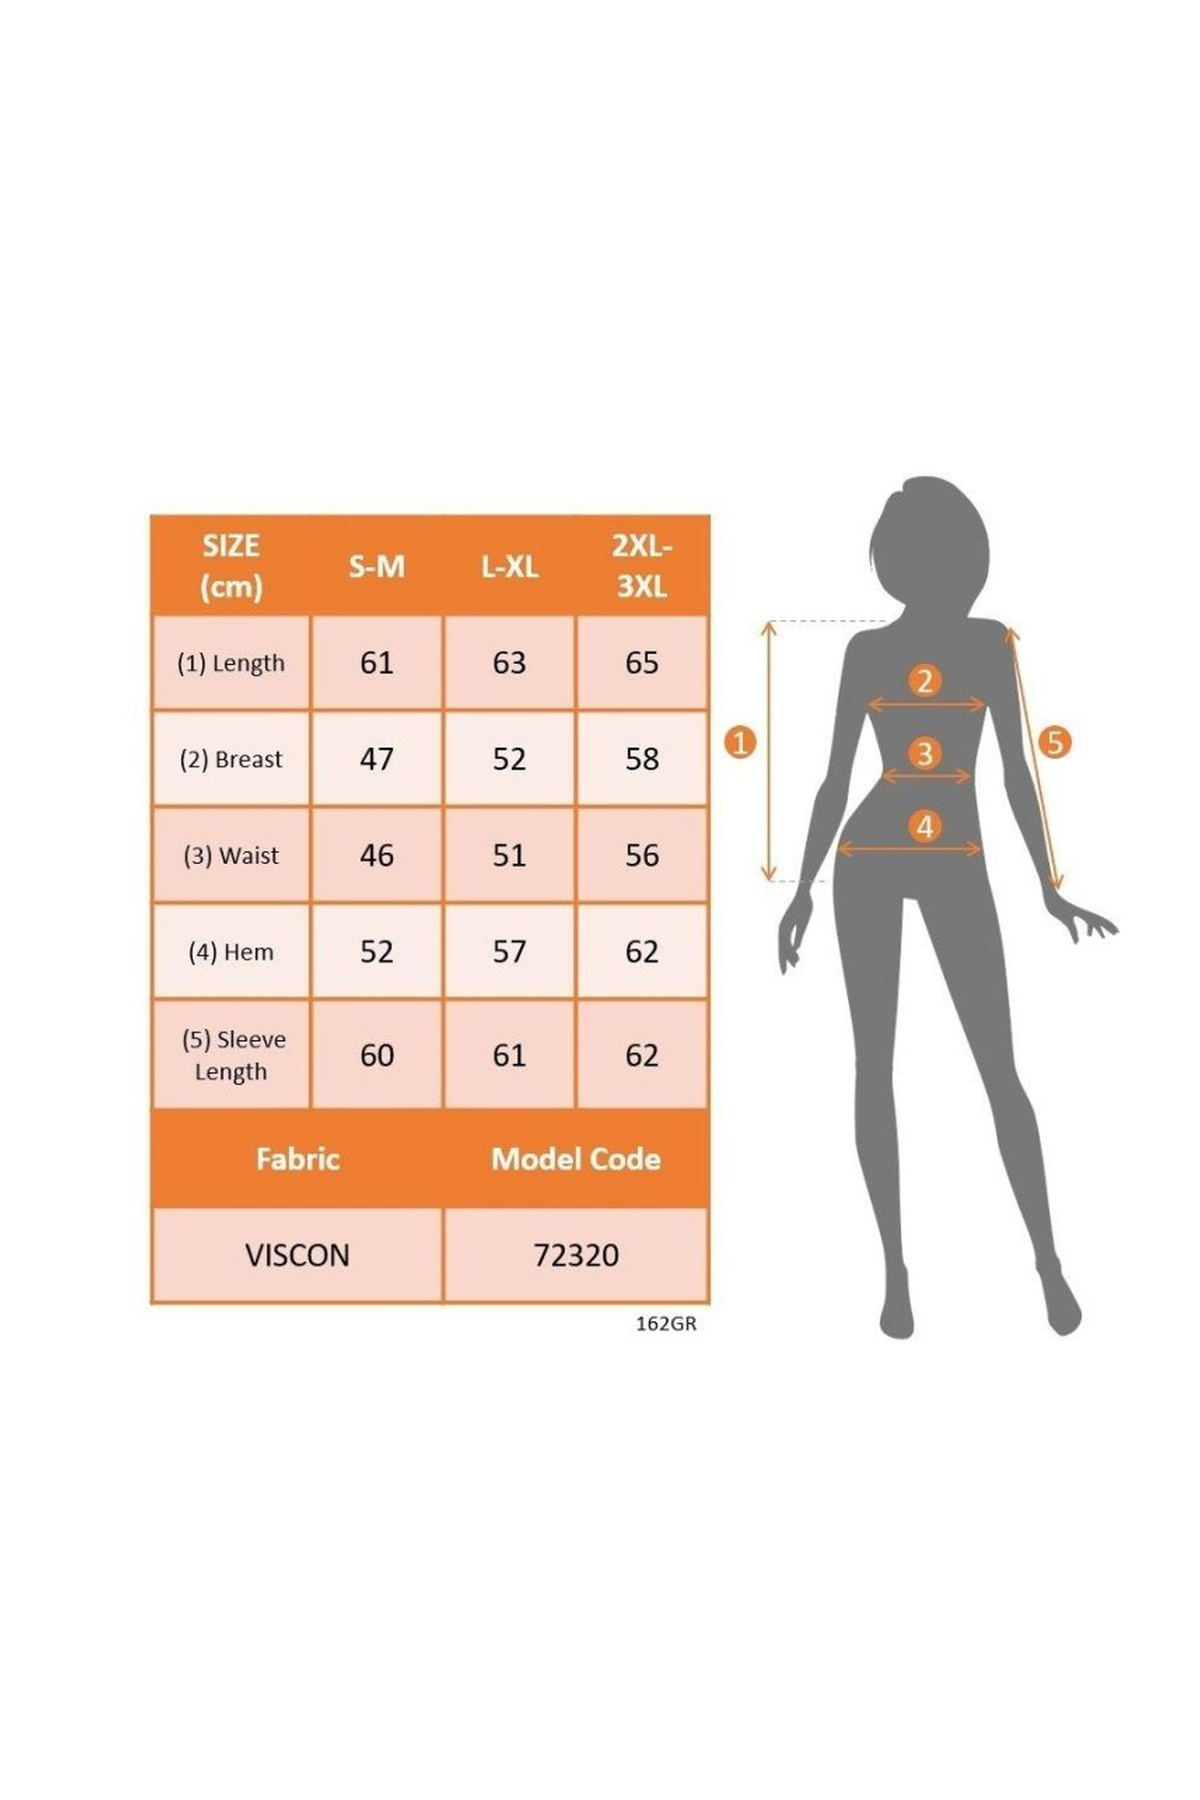 SIZE (cm) S-M L-XL 2XL-3XL
(1) Length 61 63 65
(2) Breast 47 52 58
(3) Waist 46 51 56
(4) Hem 52 57 62
(5) Sleeve Length 60 61 62
Fabric Model Code
VISCON 72320
162GR
1
2
3
4
5